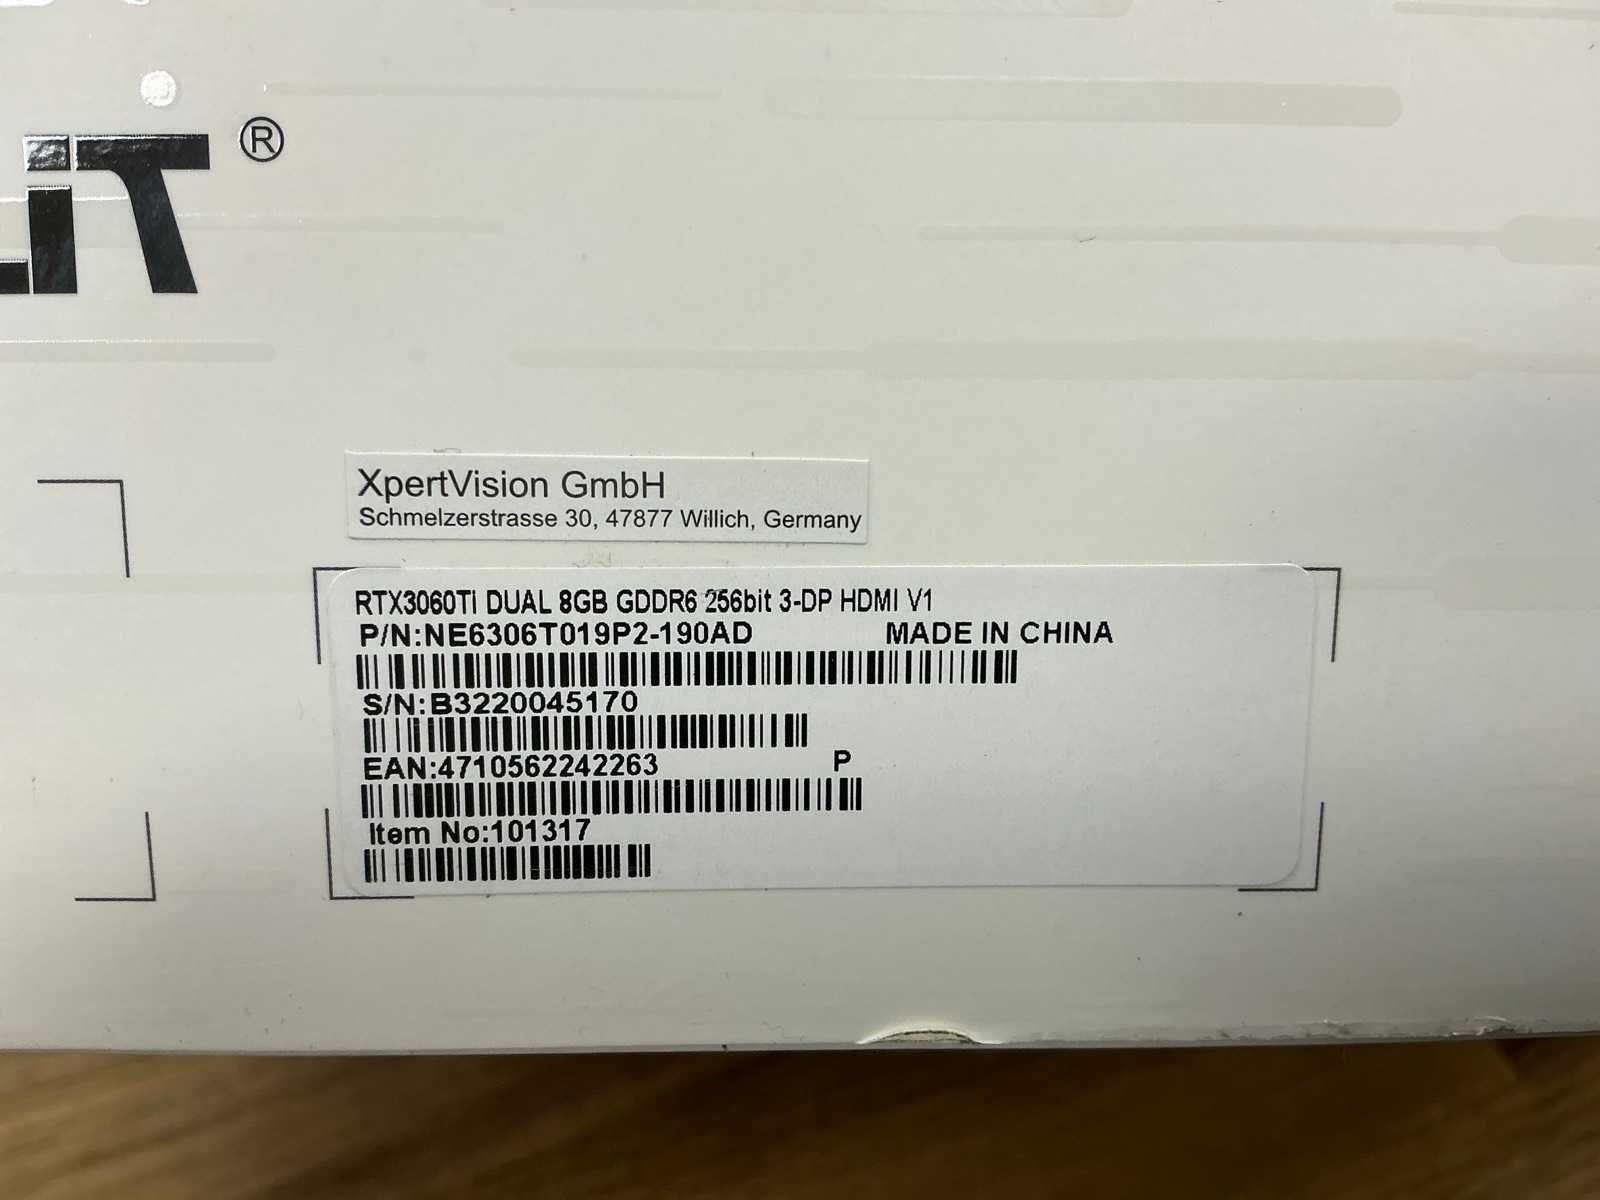 LiT®
XpertVision GmbH
Schmelzerstrasse 30, 47877 Willich, Germany
RTX3060TI DUAL 8GB GDDR6 256bit 3-DP HDMI V1
P/N:NE6306T019P2-190AD MADE IN CHINA
S/N:B3220045170
EAN:4710562242263 P
Item No:101317